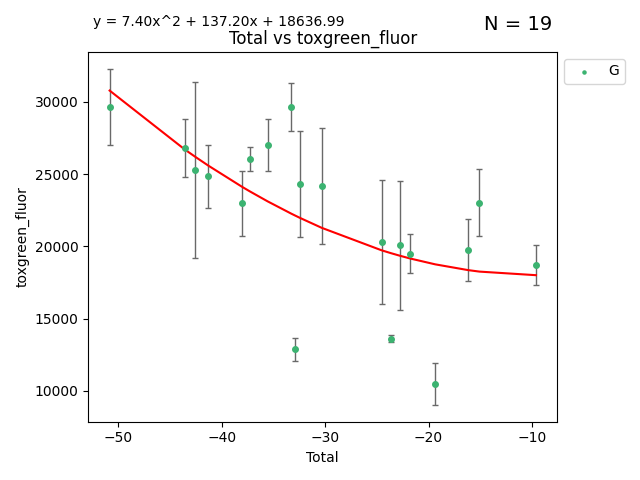 y = 7.40x^2 + 137.20x + 18636.99
N = 19
Total vs toxgreen_fluor
G
30000
25000
20000
15000
10000
toxgreen_fluor
−50
−40
−30
−20
−10
Total